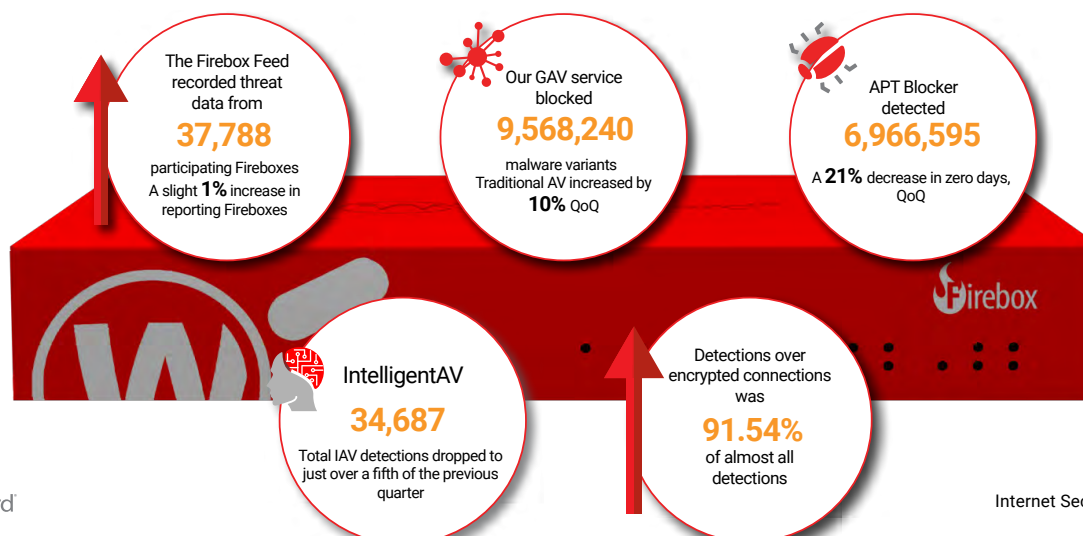 The Firebox Feed
recorded threat
data from
37,788
participating Fireboxes
A slight 1% increase in
reporting Fireboxes
Our GAV service
blocked
9,568,240
malware variants
Traditional AV increased by
10% QoQ
APT Blocker
detected
6,966,595
A 21% decrease in zero days,
QoQ
Firebox
W
IntelligentAV
34,687
Total IAV detections dropped to
just over a fifth of the previous
quarter
Detections over
encrypted connections
was
91.54%
of almost all
detections
Internet Sec